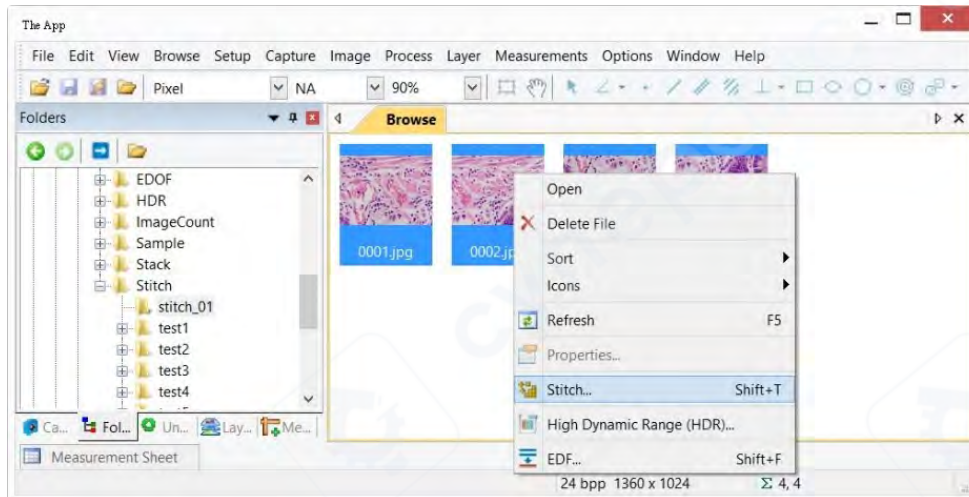 The App
File Edit View Browse Setup Capture Image Process Layer Measurements Options Window Help
Pixel NA 90%
Folders
Browse
EDOF
HDR
ImageCount
Sample
Stack
Stitch
stitch_01
test1
test2
test3
test4
0001.jpg 0002.jp
Open
Delete File
Sort
Icons
Refresh F5
Properties...
Stitch... Shift+T
High Dynamic Range (HDR)...
EDF... Shift+F
Ca... Fol... Un... Lay... Me...
Measurement Sheet
24 bpp 1360 x 1024 Σ 4, 4